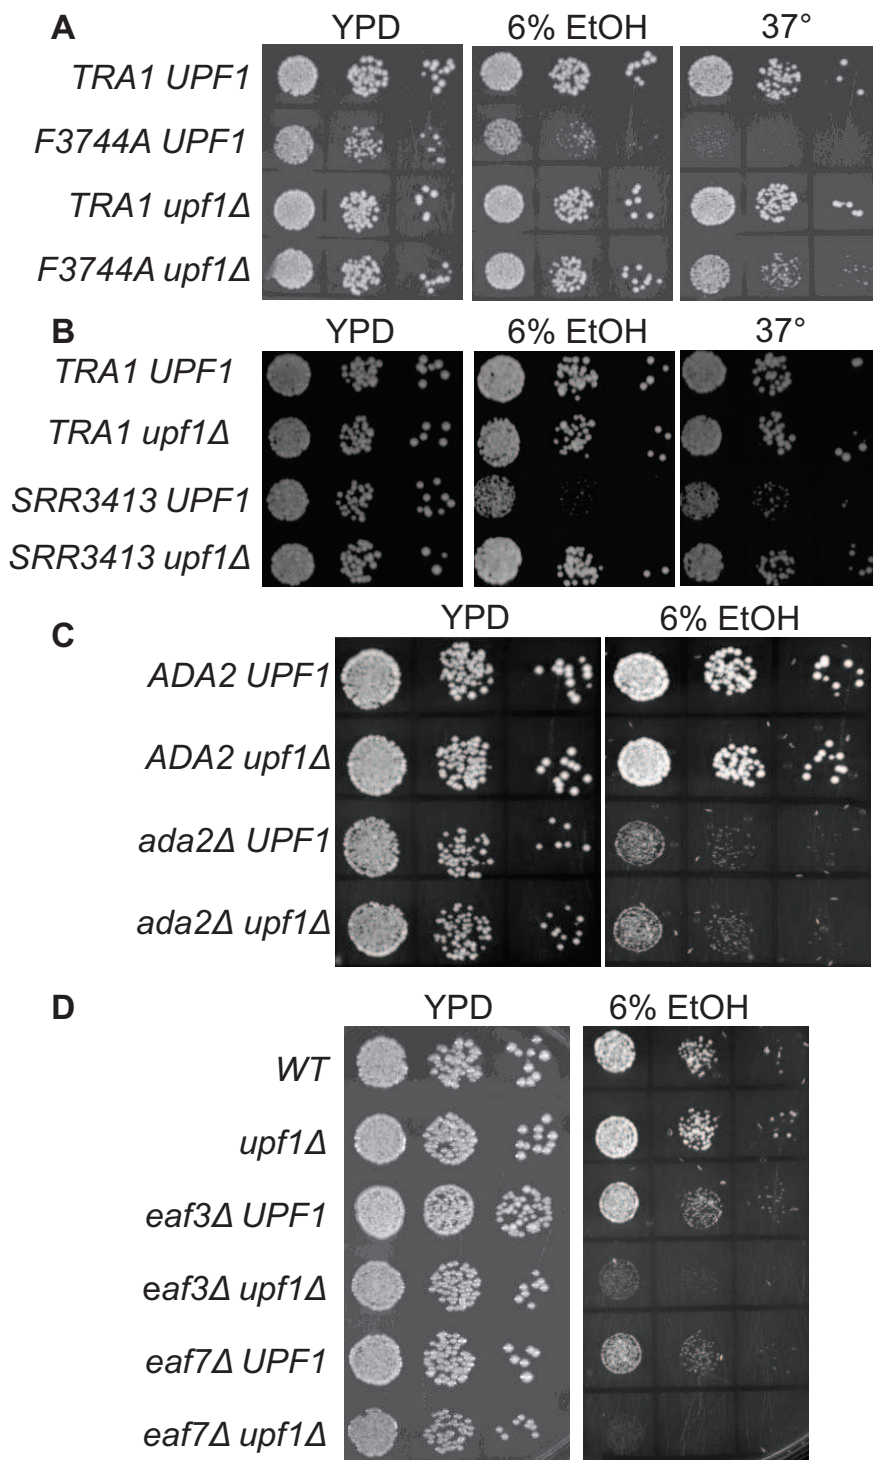 A YPD 6% EtOH 37°
TRA1 UPF1
F3744A UPF1
TRA1 upf1Δ
F3744A upf1Δ
B YPD 6% EtOH 37°
TRA1 UPF1
TRA1 upf1Δ
SRR3413 UPF1
SRR3413 upf1Δ
C YPD 6% EtOH
ADA2 UPF1
ADA2 upf1Δ
ada2Δ UPF1
ada2Δ upf1Δ
D YPD 6% EtOH
WT
upf1Δ
eaf3Δ UPF1
eaf3Δ upf1Δ
eaf7Δ UPF1
eaf7Δ upf1Δ